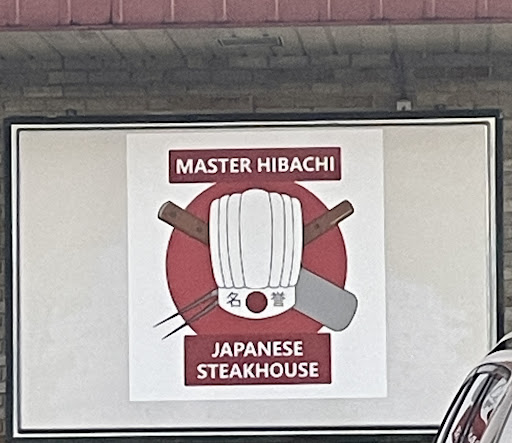 MASTER HIBACHI
名 誉
JAPANESE
STEAKHOUSE